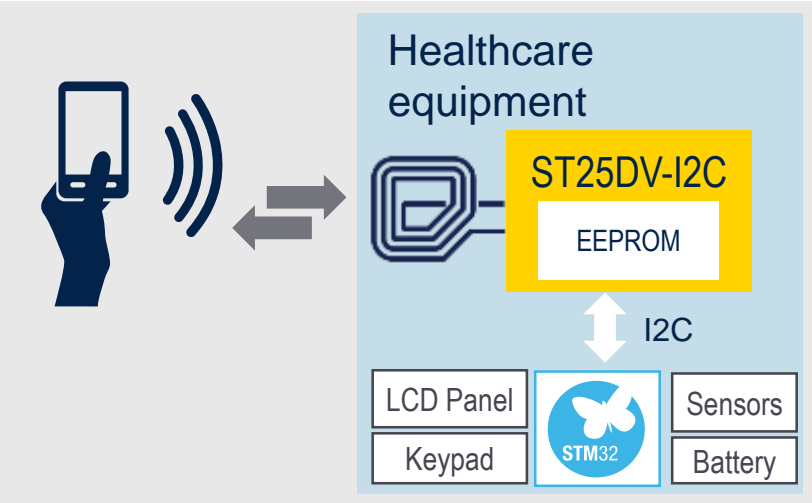 Healthcare
equipment
ST25DV-I2C
EEPROM
I2C
LCD Panel
Keypad
STM32
Sensors
Battery